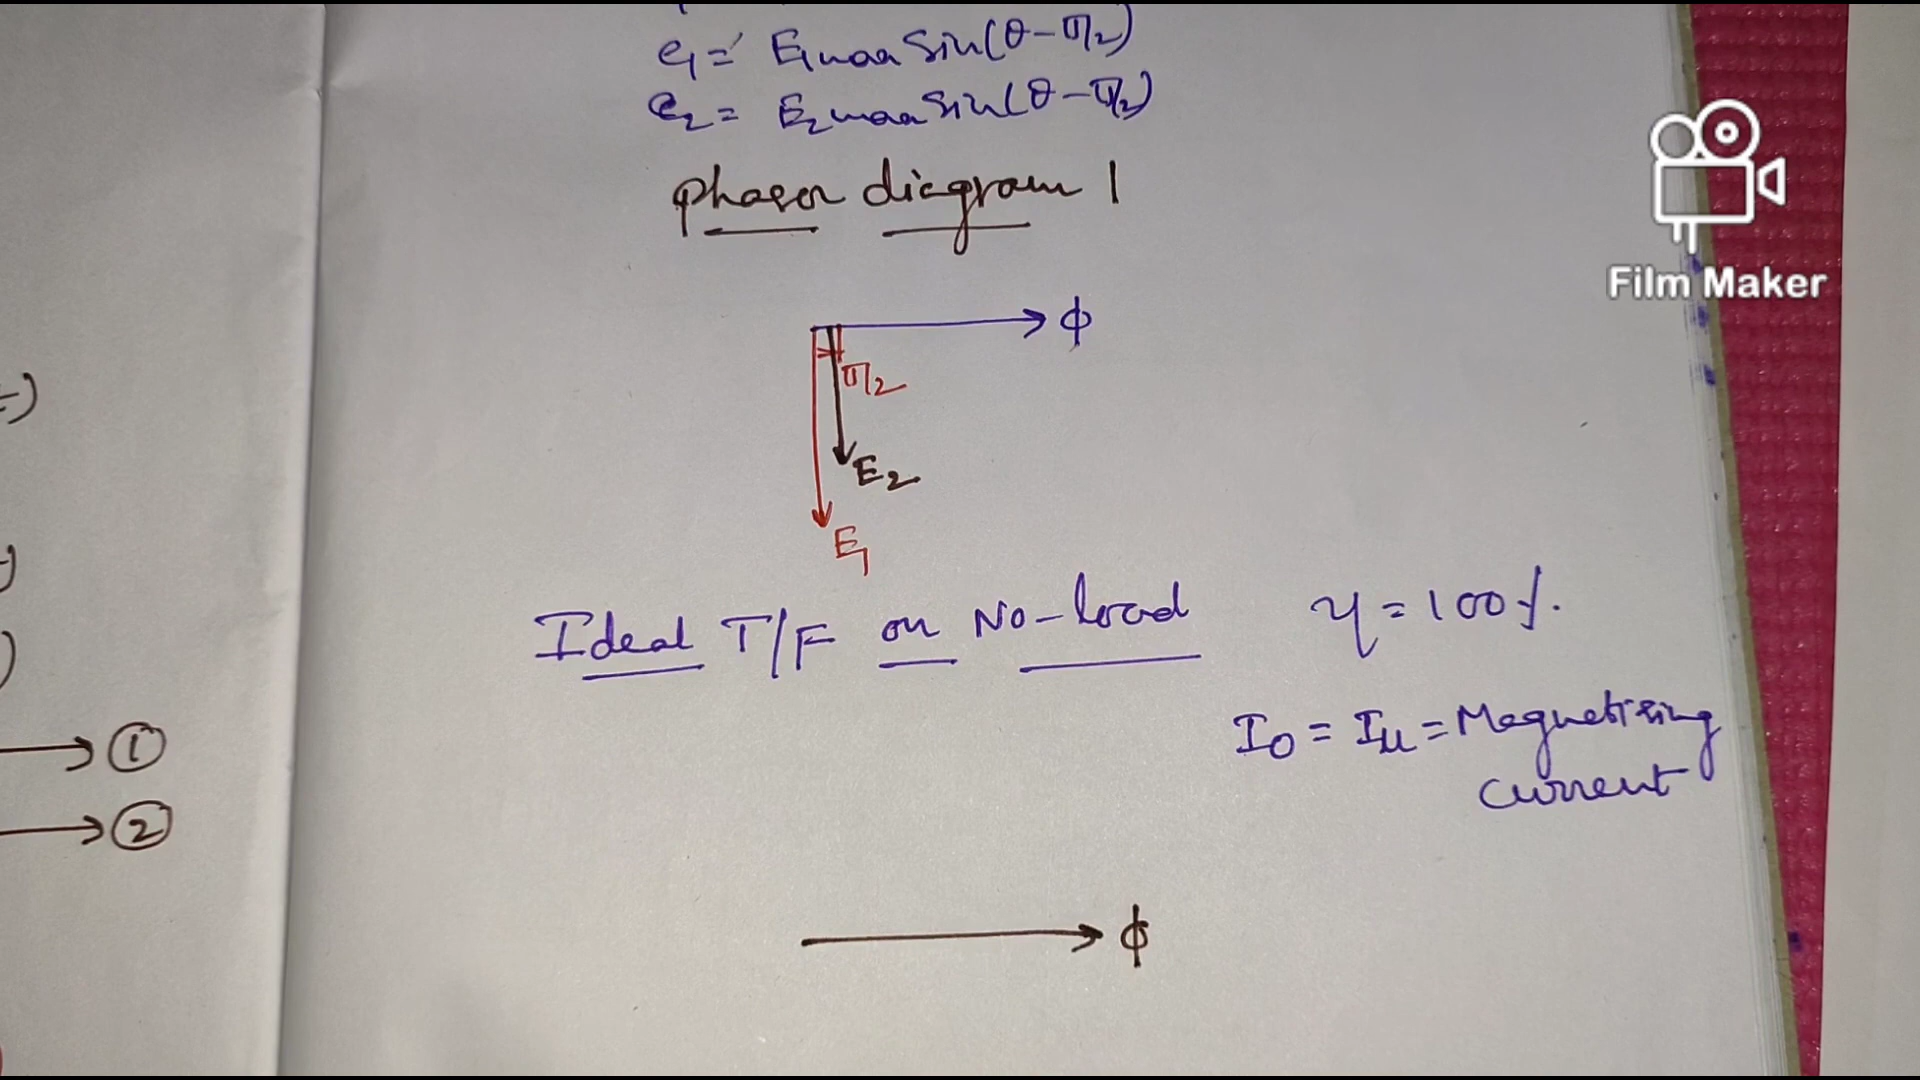 e₁ = E₁max Sin(θ - π/2)
e₂ = E₂max Sin(θ - π/2)
phasor diagram 1
Film Maker
ϕ
π/2
E₂
E₁
Ideal T/F on No-load η = 100%.
I₀ = Iμ = Magnetising
current
→ ①
→ ②
ϕ